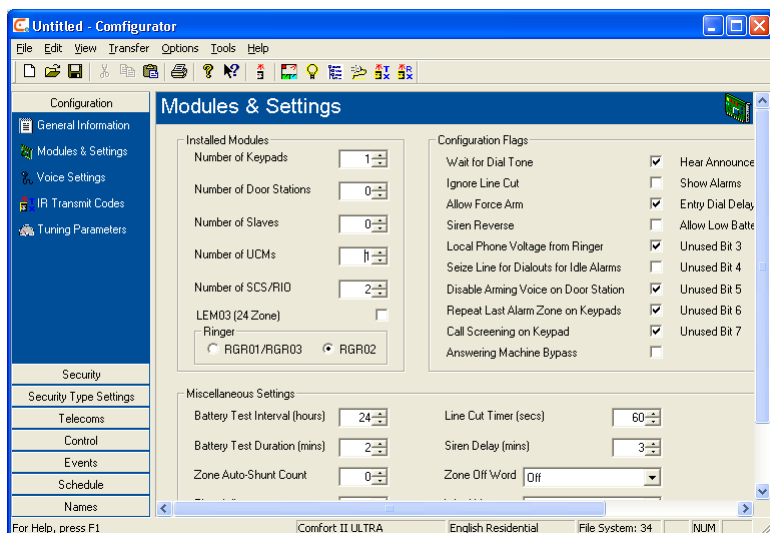 Untitled - Comfigurator
File Edit View Transfer Options Tools Help
Configuration
General Information
Modules & Settings
Voice Settings
IR Transmit Codes
Tuning Parameters
Security
Security Type Settings
Telecoms
Control
Events
Schedule
Names
Modules & Settings
Installed Modules
Number of Keypads 1
Number of Door Stations 0
Number of Slaves 0
Number of UCMs 1
Number of SCS/RIO 2
LEM03 (24 Zone)
Ringer
RGR01/RGR03 RGR02
Configuration Flags
Wait for Dial Tone Hear Announce
Ignore Line Cut Show Alarms
Allow Force Arm Entry Dial Delay
Siren Reverse Allow Low Batte
Local Phone Voltage from Ringer Unused Bit 3
Seize Line for Dialouts for Idle Alarms Unused Bit 4
Disable Arming Voice on Door Station Unused Bit 5
Repeat Last Alarm Zone on Keypads Unused Bit 6
Call Screening on Keypad Unused Bit 7
Answering Machine Bypass
Miscellaneous Settings
Battery Test Interval (hours) 24 Line Cut Timer (secs) 60
Battery Test Duration (mins) 2 Siren Delay (mins) 3
Zone Auto-Shunt Count 0 Zone Off Word Off
For Help, press F1 Comfort II ULTRA English Residential File System: 34 NUM